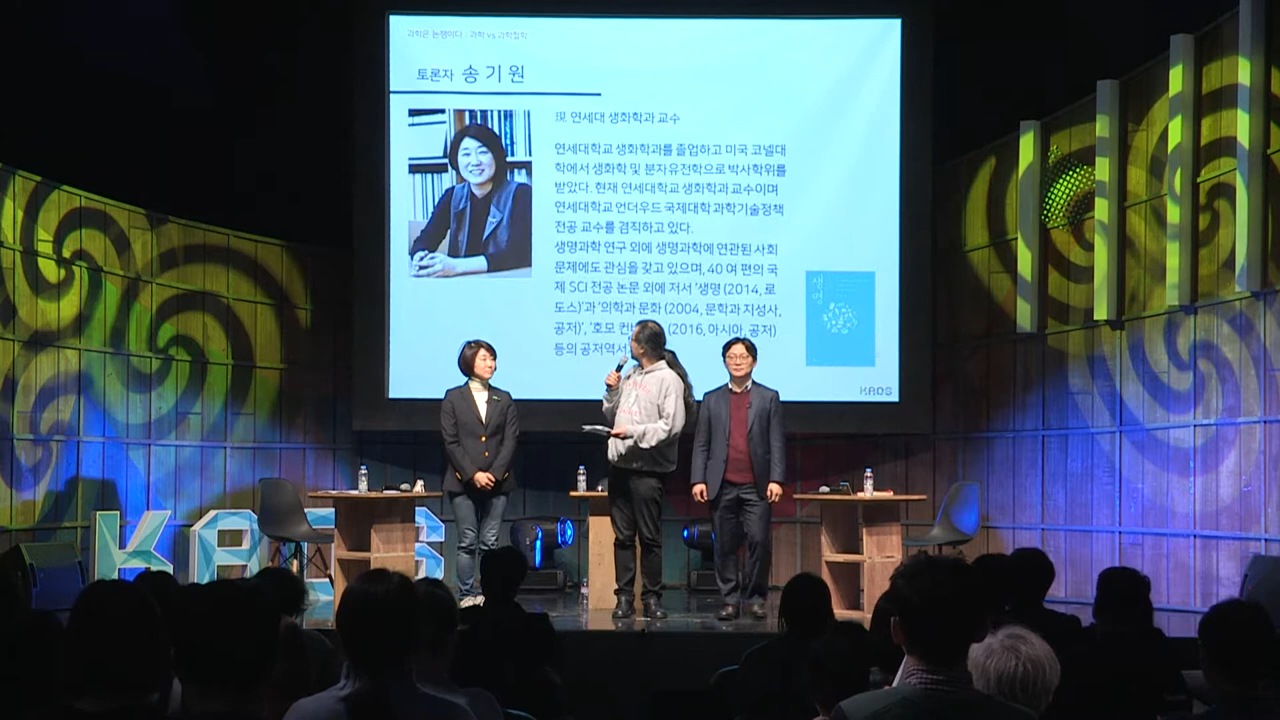 과학은 논쟁이다 : 과학 vs 과학철학
토론자 송 기 원
現 연세대 생화학과 교수
연세대학교 생화학과를 졸업하고 미국 코넬대
학에서 생화학 및 분자유전학으로 박사학위를
받았다. 현재 연세대학교 생화학과 교수이며
연세대학교 언더우드 국제대학 과학기술정책
전공 교수를 겸직하고 있다.
생명과학 연구 외에 생명과학에 연관된 사회
문제에도 관심을 갖고 있으며, 40 여 편의 국
제 SCI 전공 논문 외에 저서 '생명 (2014, 로
도스)'과 '의학과 문화 (2004, 문학과 지성사,
공저)', '호모 컨 (2016, 아시아, 공저)
등의 공저역서
생명
KAOS
KAOS